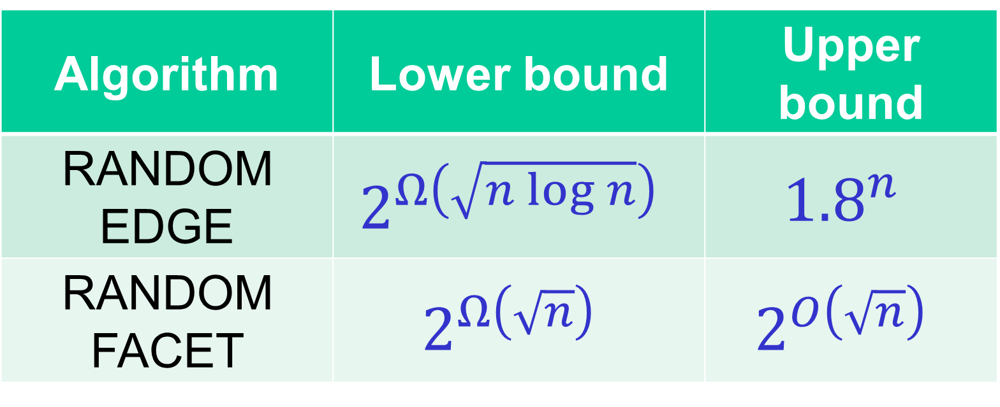 Algorithm
Lower bound
Upper
bound
RANDOM
EDGE
2^{Ω(√(n log n))}
1.8^n
RANDOM
FACET
2^{Ω(√n)}
2^{O(√n)}